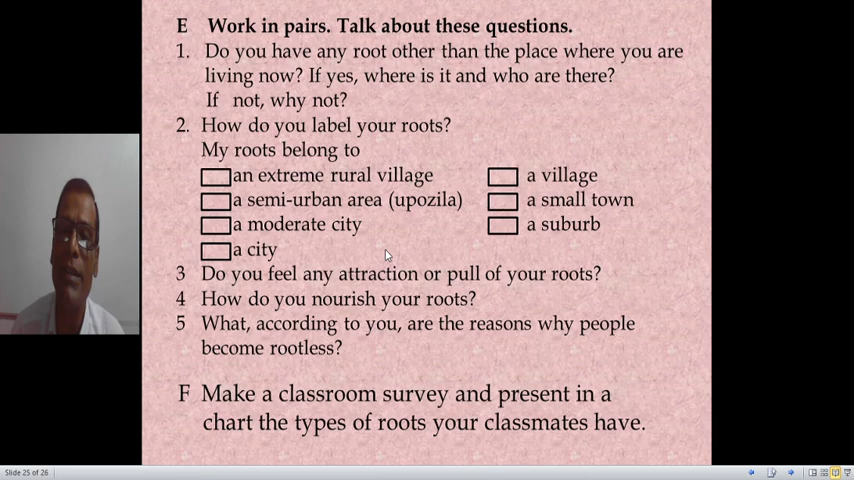 E Work in pairs. Talk about these questions.
1. Do you have any root other than the place where you are
living now? If yes, where is it and who are there?
If not, why not?
2. How do you label your roots?
My roots belong to
an extreme rural village a village
a semi-urban area (upozila) a small town
a moderate city a suburb
a city
3 Do you feel any attraction or pull of your roots?
4 How do you nourish your roots?
5 What, according to you, are the reasons why people
become rootless?
F Make a classroom survey and present in a
chart the types of roots your classmates have.
Slide 25 of 26